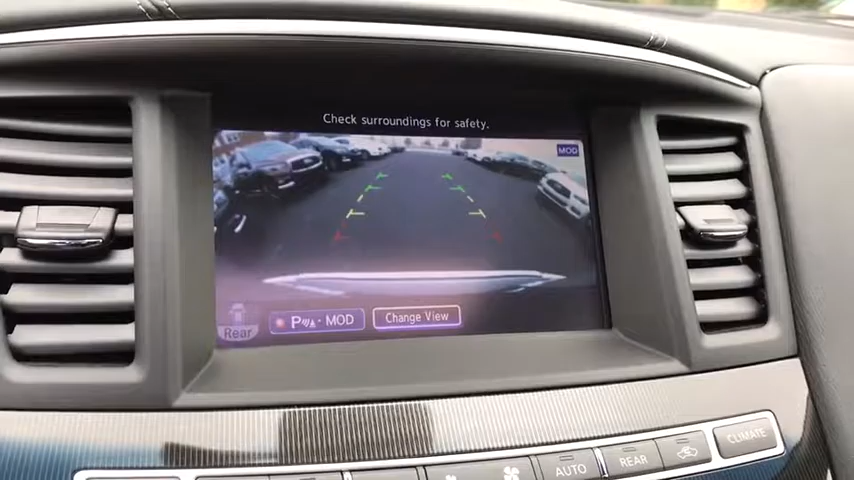 Check surroundings for safety.
MOD
Rear
P MOD
Change View
AUTO
REAR
CLIMATE